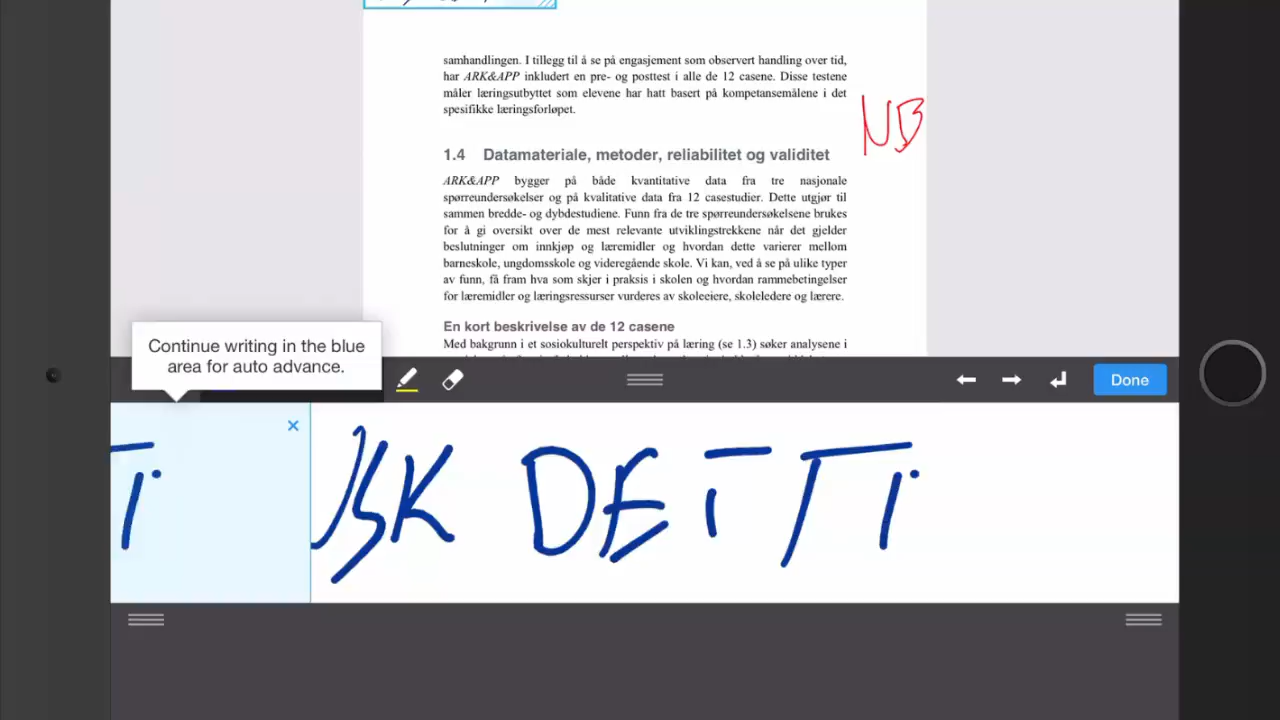 samhandlingen. I tillegg til å se på engasjement som observert handling over tid,
har ARK&APP inkludert en pre- og posttest i alle de 12 casene. Disse testene
måler læringsutbyttet som elevene har hatt basert på kompetansemålene i det
spesifikke læringsforløpet.
NB
1.4 Datamateriale, metoder, reliabilitet og validitet
ARK&APP bygger på både kvantitative data fra tre nasjonale
spørreundersøkelser og på kvalitative data fra 12 casestudier. Dette utgjør til
sammen bredde- og dybdestudiene. Funn fra de tre spørreundersøkelsene brukes
for å gi oversikt over de mest relevante utviklingstrekkene når det gjelder
beslutninger om innkjøp og læremidler og hvordan dette varierer mellom
barneskole, ungdomsskole og videregående skole. Vi kan, ved å se på ulike typer
av funn, få fram hva som skjer i praksis i skolen og hvordan rammebetingelser
for læremidler og læringsressurser vurderes av skoleeiere, skoleledere og lærere.
En kort beskrivelse av de 12 casene
Med bakgrunn i et sosiokulturelt perspektiv på læring (se 1.3) søker analysene i
Continue writing in the blue
area for auto advance.
Done
USK DET TI